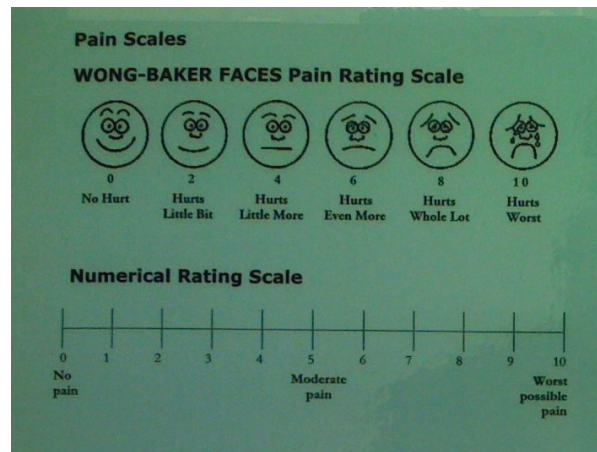 Pain Scales
WONG-BAKER FACES Pain Rating Scale
0 2 4 6 8 10
No Hurt Hurts Hurts Hurts Hurts Hurts
Little Bit Little More Even More Whole Lot Worst
Numerical Rating Scale
0 1 2 3 4 5 6 7 8 9 10
No Moderate Worst
pain pain possible
pain